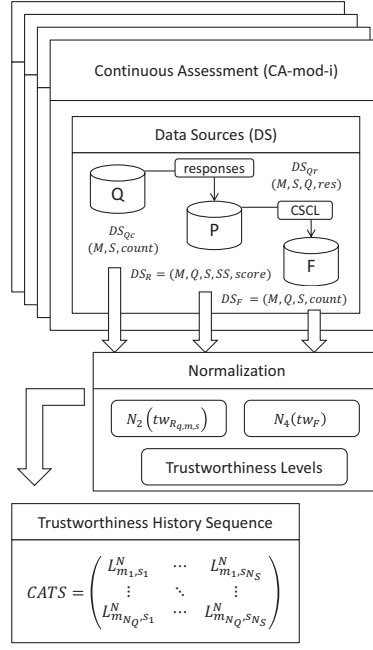 Continuous Assessment (CA-mod-i)
Data Sources (DS)
responses
DS_{Qr}
(M, S, Q, res)
Q
P
CSCL
F
DS_{Qc}
(M, S, count)
DS_R = (M, Q, S, SS, score)
DS_F = (M, Q, S, count)
Normalization
N_2 (tw_{R_{q,m,s}})
N_4(tw_F)
Trustworthiness Levels
Trustworthiness History Sequence
L^N_{m_1,s_1} ⋯ L^N_{m_1,s_{N_S}}
CATS = ( ⋮ ⋱ ⋮ )
L^N_{m_{N_Q},s_1} ⋯ L^N_{m_{N_Q},s_{N_S}}